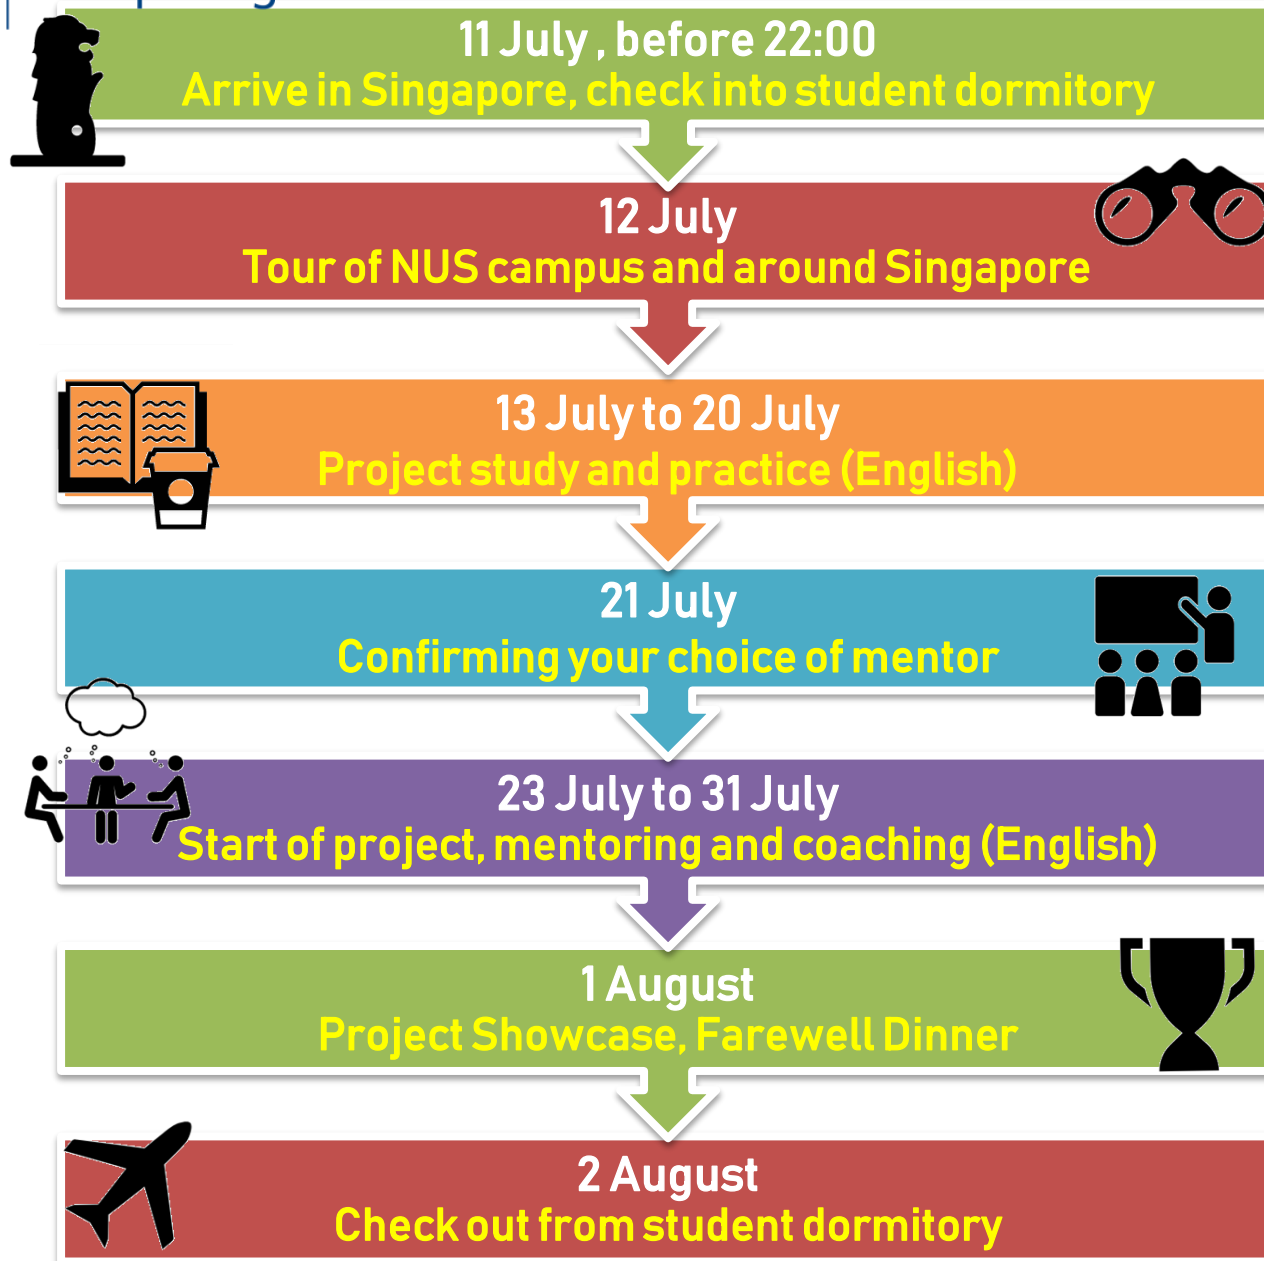 11 July , before 22:00
Arrive in Singapore, check into student dormitory
12 July
Tour of NUS campus and around Singapore
13 July to 20 July
Project study and practice (English)
21 July
Confirming your choice of mentor
23 July to 31 July
Start of project, mentoring and coaching (English)
1 August
Project Showcase, Farewell Dinner
2 August
Check out from student dormitory